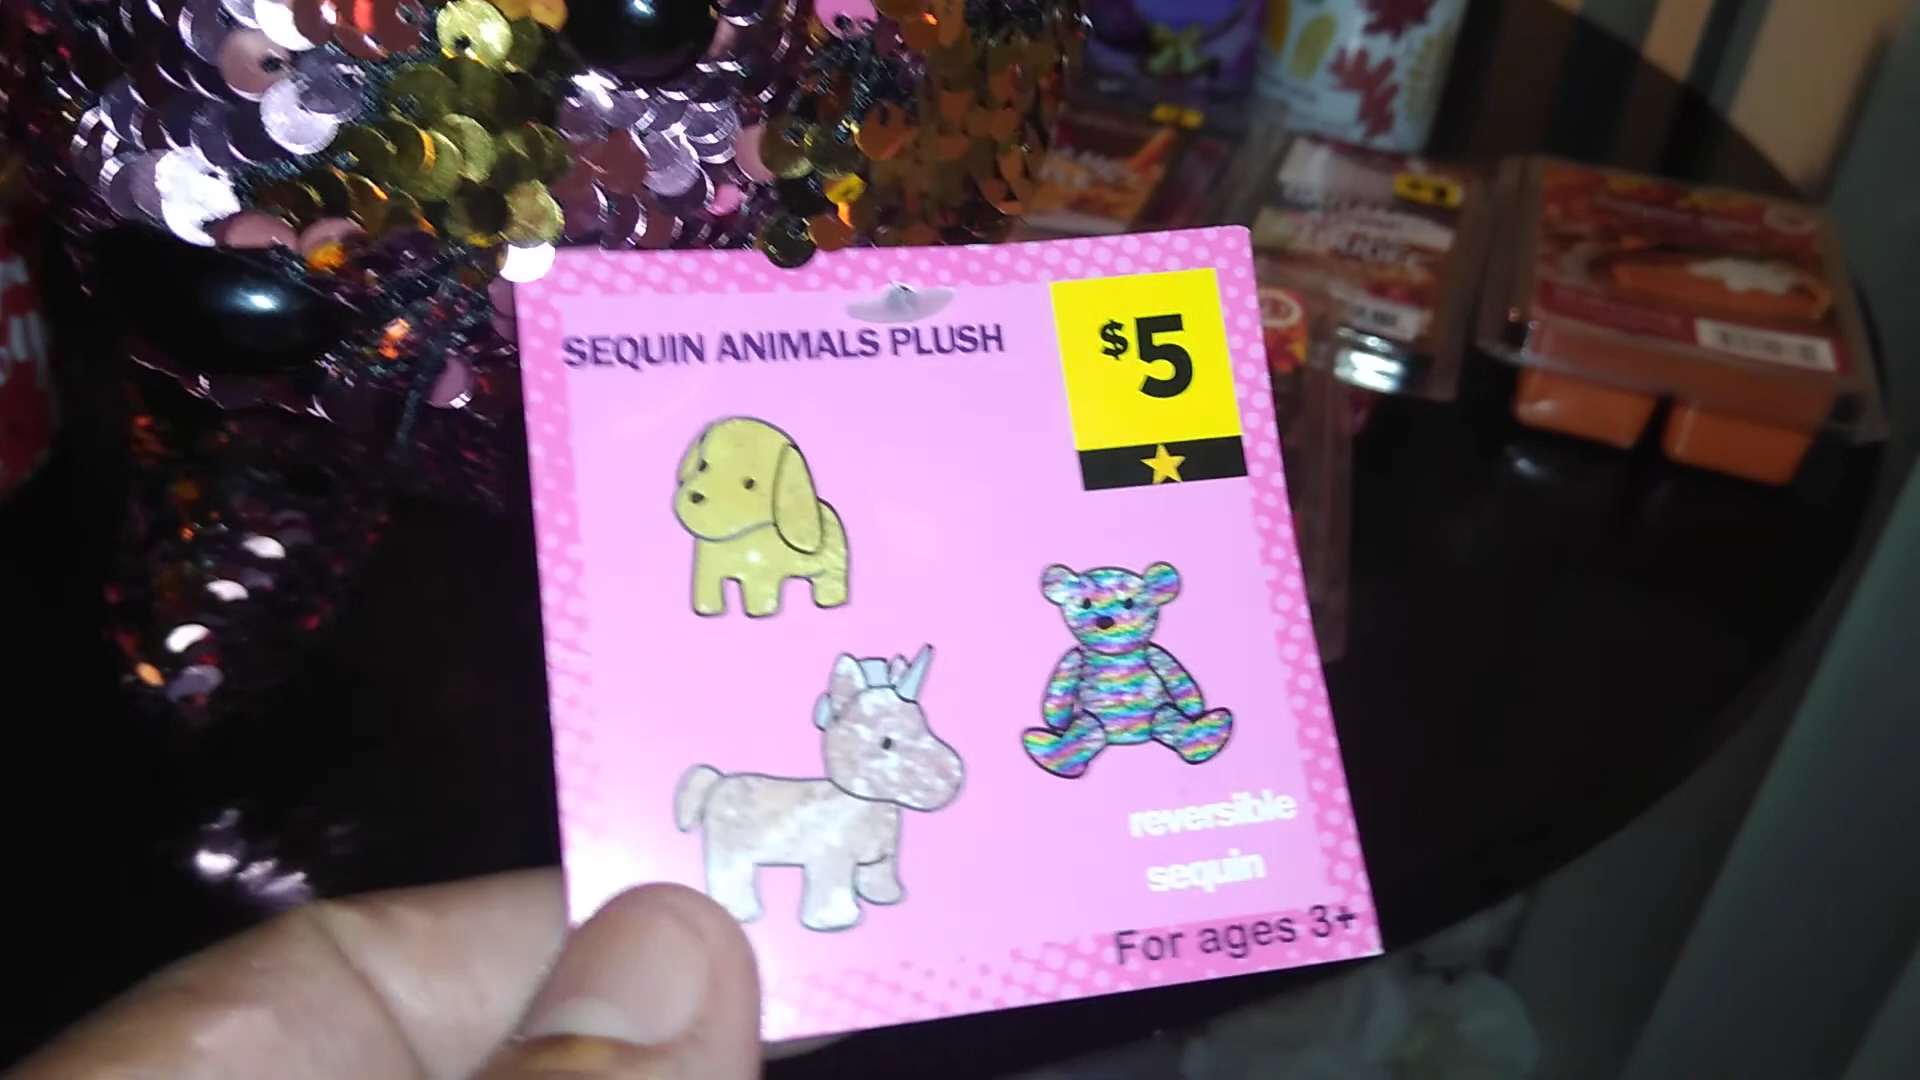 SEQUIN ANIMALS PLUSH
$5
reversible
sequin
For ages 3+